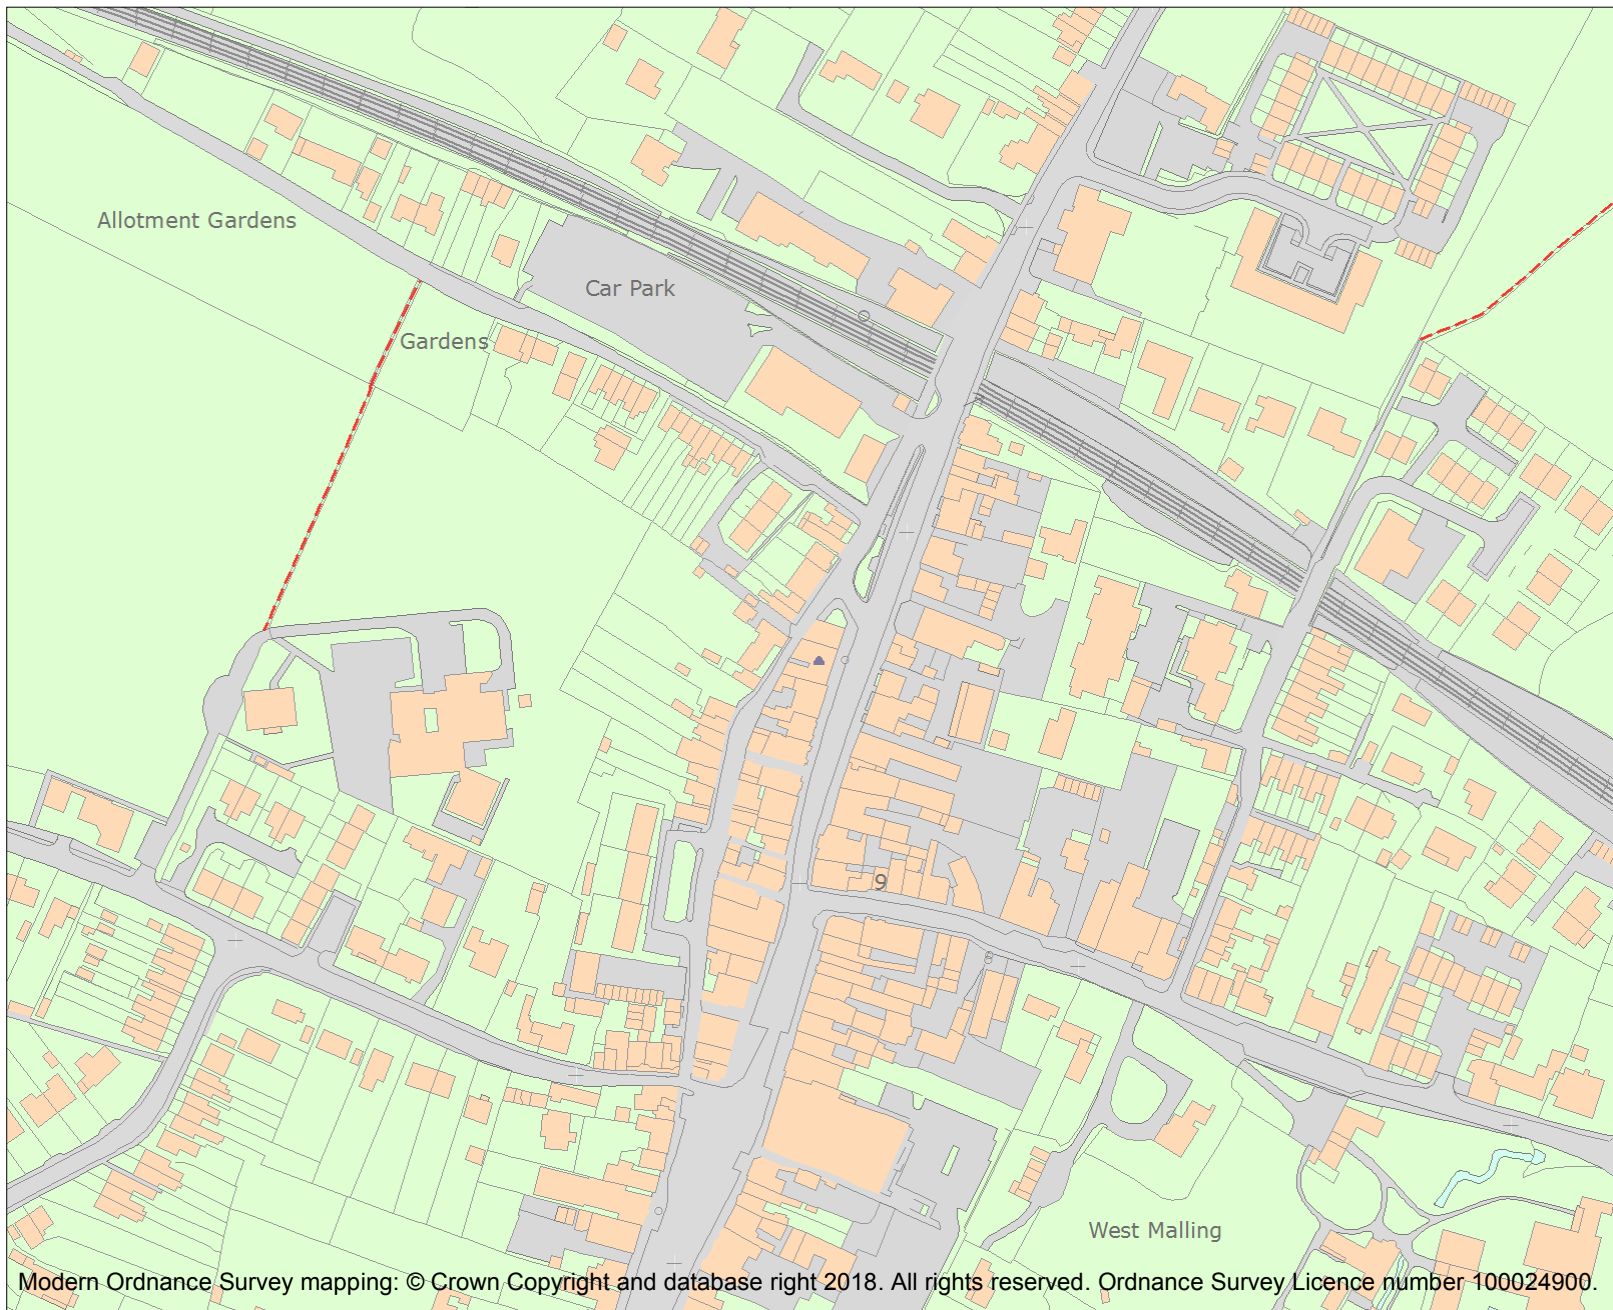 Allotment Gardens
Car Park
Gardens
9
West Malling
Modern Ordnance Survey mapping: © Crown Copyright and database right 2018. All rights reserved. Ordnance Survey Licence number 100024900.